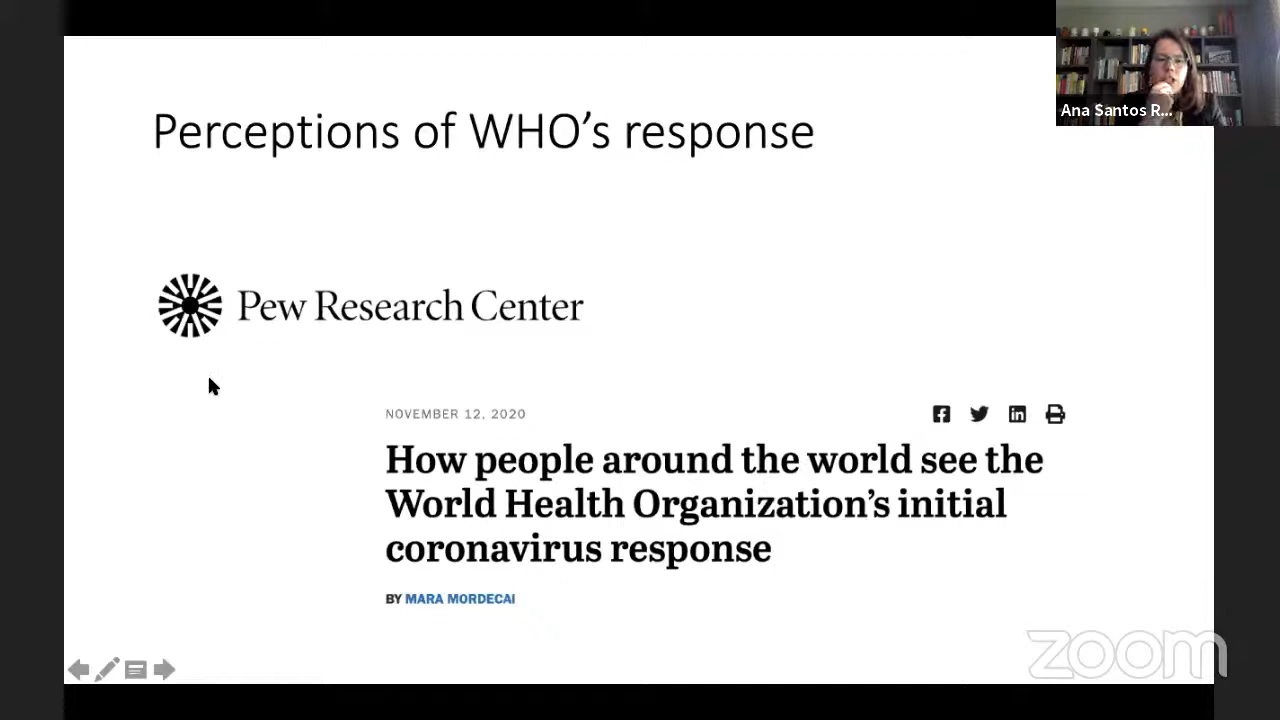 Ana Santos R...
Perceptions of WHO’s response
Pew Research Center
NOVEMBER 12, 2020
How people around the world see the
World Health Organization’s initial
coronavirus response
BY MARA MORDECAI
zoom